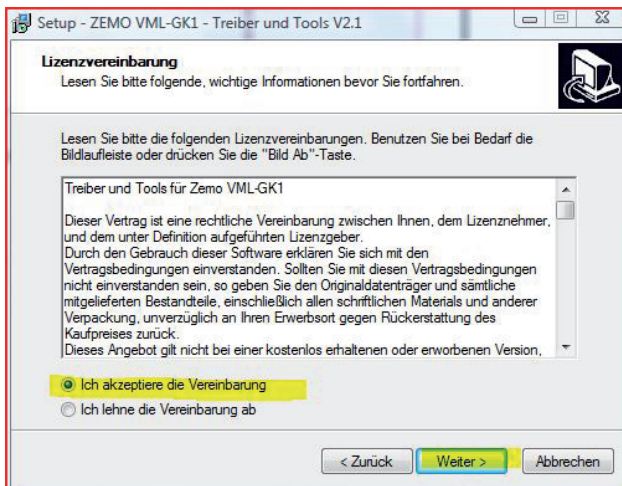 Setup - ZEMO VML-GK1 - Treiber und Tools V2.1
Lizenzvereinbarung
Lesen Sie bitte folgende, wichtige Informationen bevor Sie fortfahren.
Lesen Sie bitte die folgenden Lizenzvereinbarungen. Benutzen Sie bei Bedarf die
Bildlaufleiste oder drücken Sie die "Bild Ab"-Taste.
Treiber und Tools für Zemo VML-GK1
Dieser Vertrag ist eine rechtliche Vereinbarung zwischen Ihnen, dem Lizenznehmer,
und dem unter Definition aufgeführten Lizenzgeber.
Durch den Gebrauch dieser Software erklären Sie sich mit den
Vertragsbedingungen einverstanden. Sollten Sie mit diesen Vertragsbedingungen
nicht einverstanden sein, so geben Sie den Originaldatenträger und sämtliche
mitgelieferten Bestandteile, einschließlich allen schriftlichen Materials und anderer
Verpackung, unverzüglich an Ihren Erwerbsort gegen Rückerstattung des
Kaufpreises zurück.
Dieses Angebot gilt nicht bei einer kostenlos erhaltenen oder erworbenen Version,
Ich akzeptiere die Vereinbarung
Ich lehne die Vereinbarung ab
< Zurück Weiter > Abbrechen